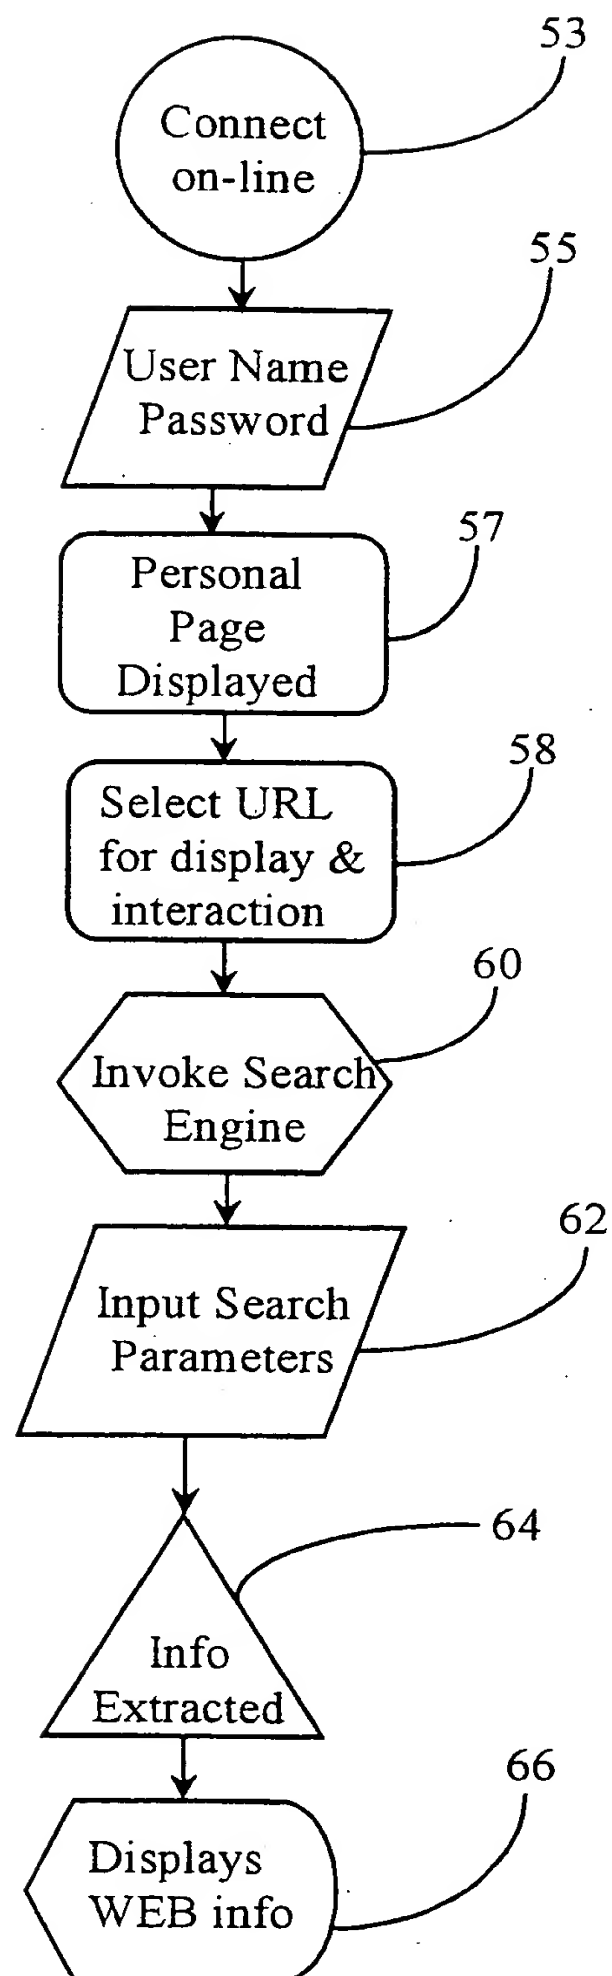 53
Connect
on-line
55
User Name
Password
57
Personal
Page
Displayed
58
Select URL
for display &
interaction
60
Invoke Search
Engine
62
Input Search
Parameters
64
Info
Extracted
66
Displays
WEB info